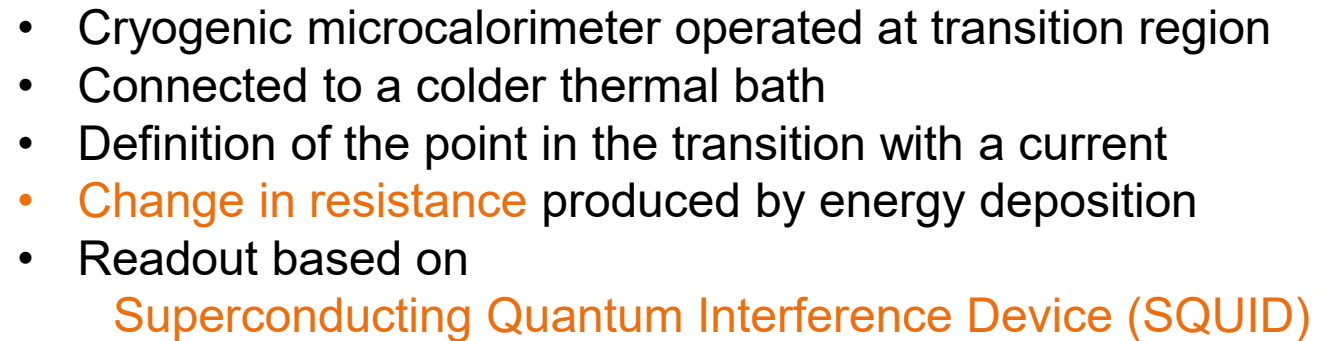 • Cryogenic microcalorimeter operated at transition region
• Connected to a colder thermal bath
• Definition of the point in the transition with a current
• Change in resistance produced by energy deposition
• Readout based on
Superconducting Quantum Interference Device (SQUID)